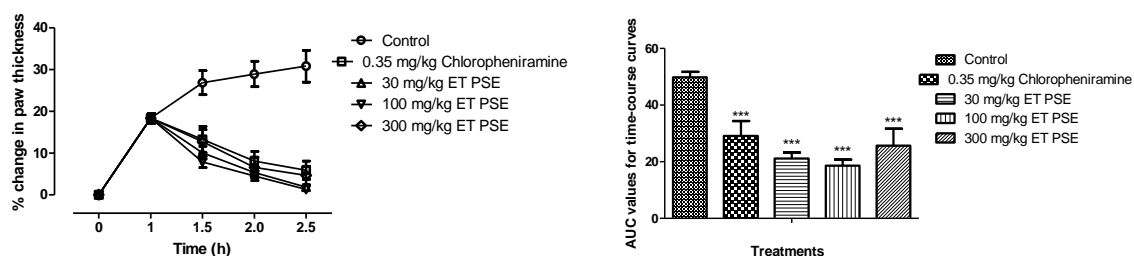 % change in paw thickness
40
30
20
10
0
0 1 1.5 2.0 2.5
Time (h)
Control
0.35 mg/kg Chloropheniramine
30 mg/kg ET PSE
100 mg/kg ET PSE
300 mg/kg ET PSE
AUC values for time-course curves
60
40
20
0
*** *** *** ***
Treatments
Control
0.35 mg/kg Chloropheniramine
30 mg/kg ET PSE
100 mg/kg ET PSE
300 mg/kg ET PSE